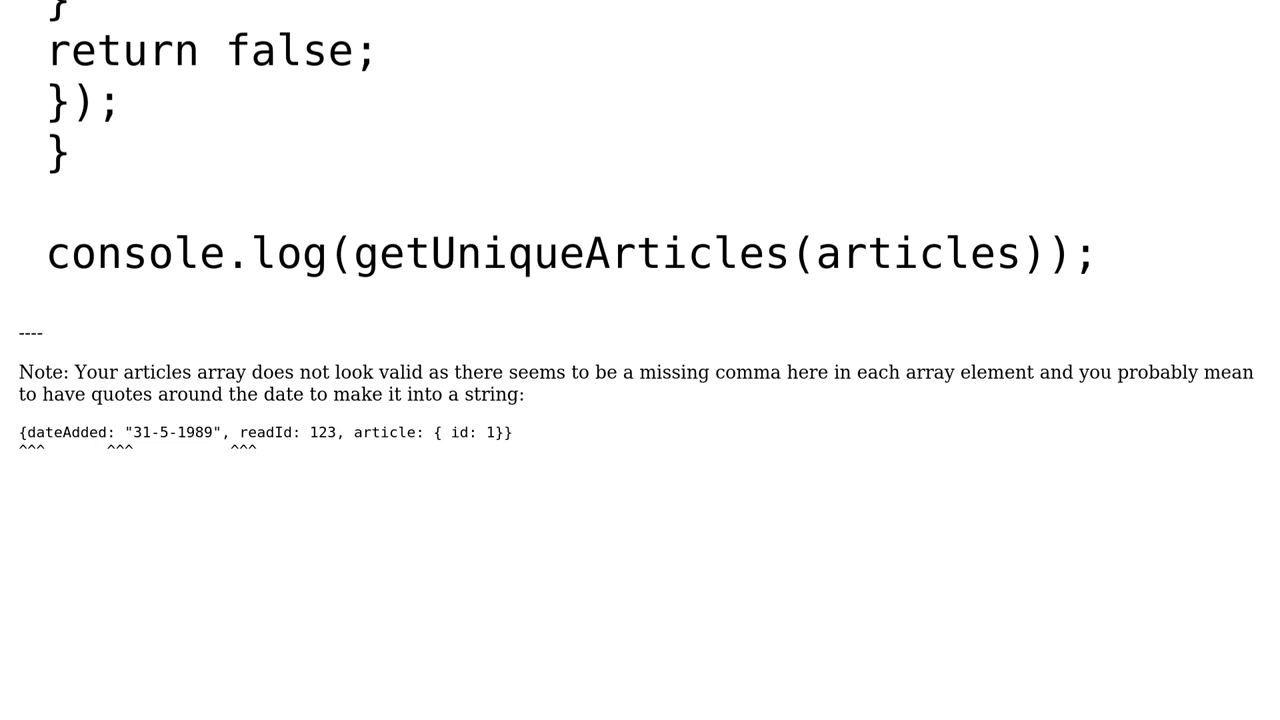 }
return false;
});
}
console.log(getUniqueArticles(articles));
----
Note: Your articles array does not look valid as there seems to be a missing comma here in each array element and you probably mean
to have quotes around the date to make it into a string:
{dateAdded: "31-5-1989", readId: 123, article: { id: 1}}
^^^       ^^^           ^^^